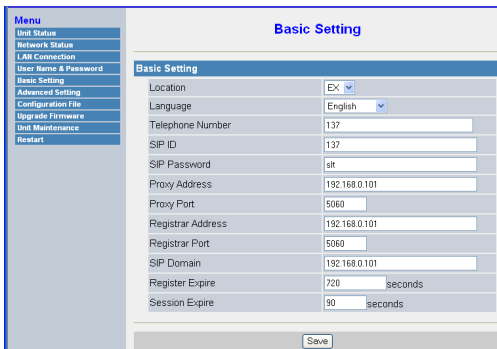 Menu
Unit Status
Network Status
LAN Connection
User Name & Password
Basic Setting
Advanced Setting
Configuration File
Upgrade Firmware
Unit Maintenance
Restart
Basic Setting
Basic Setting
Location EX
Language English
Telephone Number 137
SIP ID 137
SIP Password slt
Proxy Address 192.168.0.101
Proxy Port 5060
Registrar Address 192.168.0.101
Registrar Port 5060
SIP Domain 192.168.0.101
Register Expire 720 seconds
Session Expire 90 seconds
Save